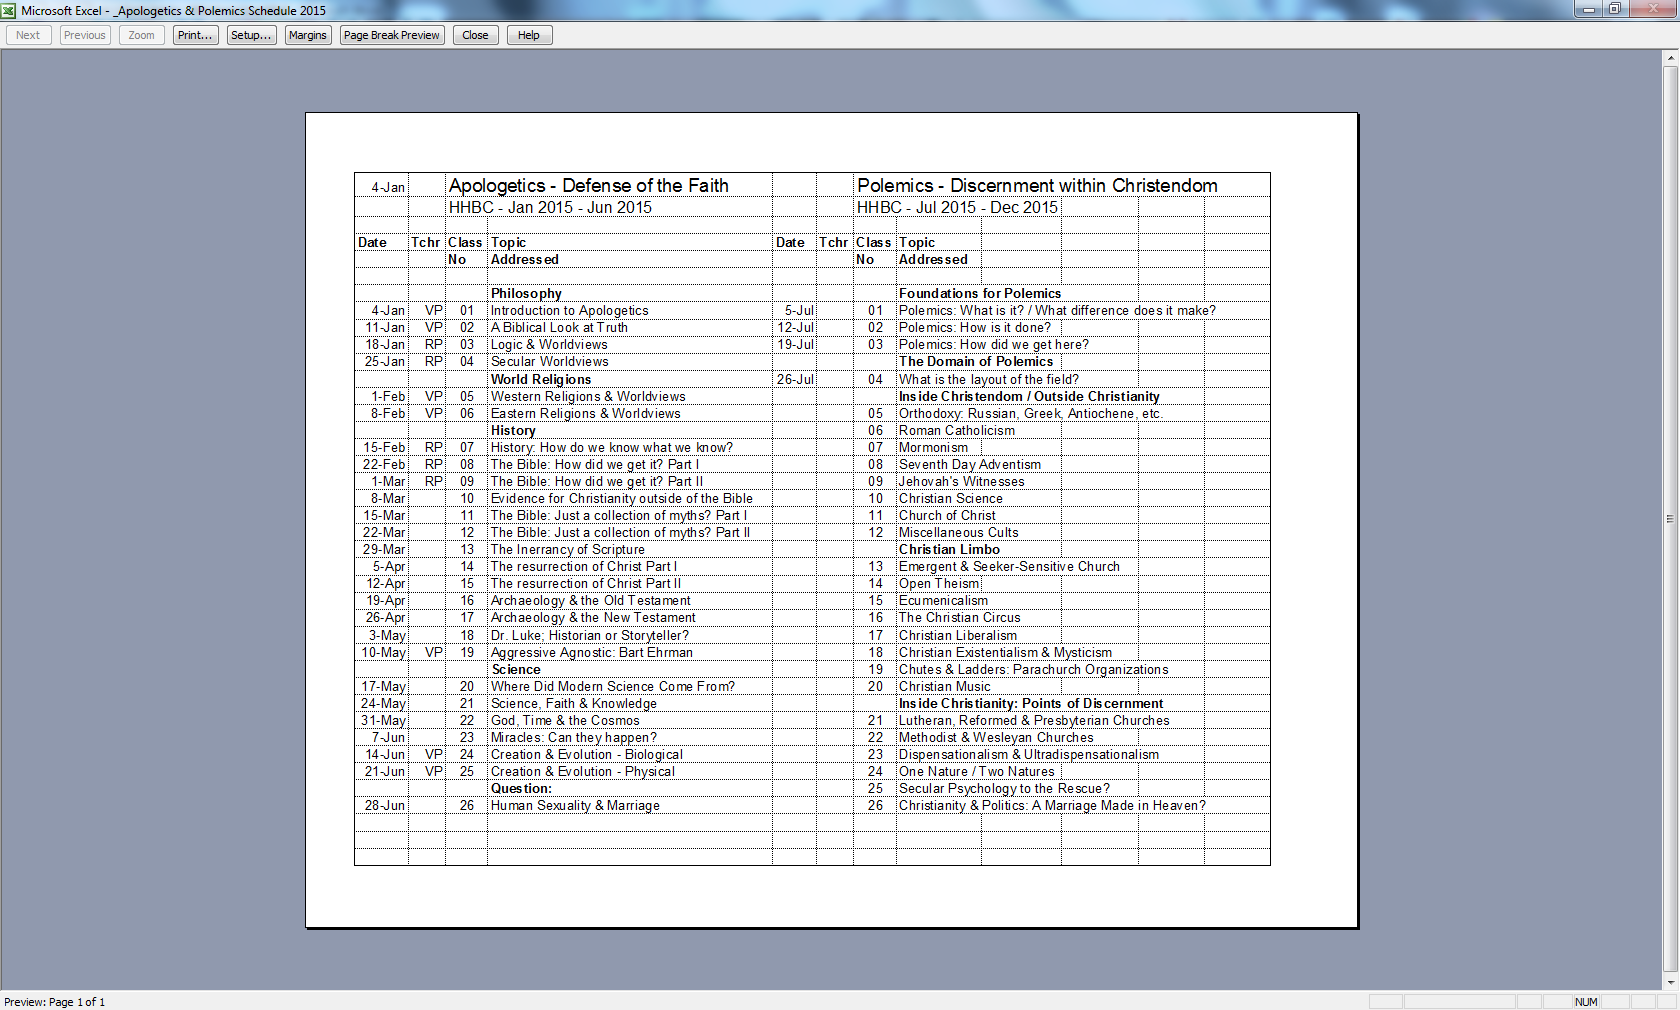 Microsoft Excel - _Apologetics & Polemics Schedule 2015
Next Previous Zoom Print... Setup... Margins Page Break Preview Close Help
4-Jan Apologetics - Defense of the Faith Polemics - Discernment within Christendom
HHBC - Jan 2015 - Jun 2015 HHBC - Jul 2015 - Dec 2015
Date Tchr Class Topic Date Tchr Class Topic
No Addressed No Addressed
Philosophy Foundations for Polemics
4-Jan VP 01 Introduction to Apologetics 5-Jul 01 Polemics: What is it? / What difference does it make?
11-Jan VP 02 A Biblical Look at Truth 12-Jul 02 Polemics: How is it done?
18-Jan RP 03 Logic & Worldviews 19-Jul 03 Polemics: How did we get here?
25-Jan RP 04 Secular Worldviews The Domain of Polemics
World Religions 26-Jul 04 What is the layout of the field?
1-Feb VP 05 Western Religions & Worldviews Inside Christendom / Outside Christianity
8-Feb VP 06 Eastern Religions & Worldviews 05 Orthodoxy: Russian, Greek, Antiochene, etc.
History 06 Roman Catholicism
15-Feb RP 07 History: How do we know what we know? 07 Mormonism
22-Feb RP 08 The Bible: How did we get it? Part I 08 Seventh Day Adventism
1-Mar RP 09 The Bible: How did we get it? Part II 09 Jehovah's Witnesses
8-Mar 10 Evidence for Christianity outside of the Bible 10 Christian Science
15-Mar 11 The Bible: Just a collection of myths? Part I 11 Church of Christ
22-Mar 12 The Bible: Just a collection of myths? Part II 12 Miscellaneous Cults
29-Mar 13 The Inerrancy of Scripture Christian Limbo
5-Apr 14 The resurrection of Christ Part I 13 Emergent & Seeker-Sensitive Church
12-Apr 15 The resurrection of Christ Part II 14 Open Theism
19-Apr 16 Archaeology & the Old Testament 15 Ecumenicalism
26-Apr 17 Archaeology & the New Testament 16 The Christian Circus
3-May 18 Dr. Luke; Historian or Storyteller? 17 Christian Liberalism
10-May VP 19 Aggressive Agnostic: Bart Ehrman 18 Christian Existentialism & Mysticism
Science 19 Chutes & Ladders: Parachurch Organizations
17-May 20 Where Did Modern Science Come From? 20 Christian Music
24-May 21 Science, Faith & Knowledge Inside Christianity: Points of Discernment
31-May 22 God, Time & the Cosmos 21 Lutheran, Reformed & Presbyterian Churches
7-Jun 23 Miracles: Can they happen? 22 Methodist & Wesleyan Churches
14-Jun VP 24 Creation & Evolution - Biological 23 Dispensationalism & Ultradispensationalism
21-Jun VP 25 Creation & Evolution - Physical 24 One Nature / Two Natures
Question: 25 Secular Psychology to the Rescue?
28-Jun 26 Human Sexuality & Marriage 26 Christianity & Politics: A Marriage Made in Heaven?
Preview: Page 1 of 1 NUM